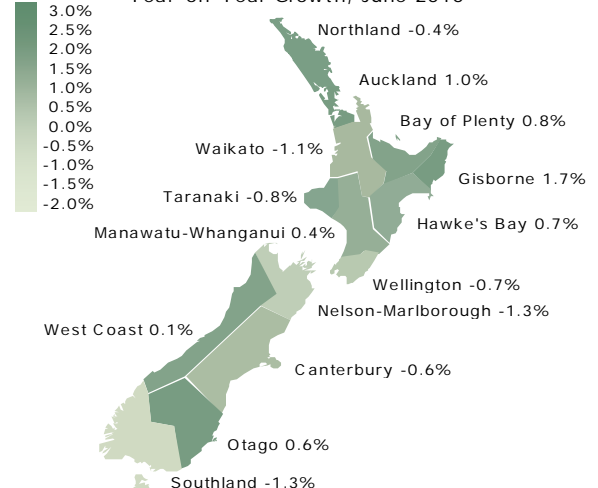 3.0%
2.0%
1.5%
1.0%
0.5%
0.0%
-0.5%
-1.0%
-1.5%
-2.0%
Northland -0.4%
Auckland 1.0%
Bay of Plenty 0.8%
Waikato -1.1%
Gisborne 1.7%
Taranaki -0.8%
Hawke's Bay 0.7%
Manawatu-Whanganui 0.4%
Wellington -0.7%
Nelson-Marlborough -1.3%
West Coast 0.1%
Canterbury -0.6%
Otago 0.6%
Southland -1.3%